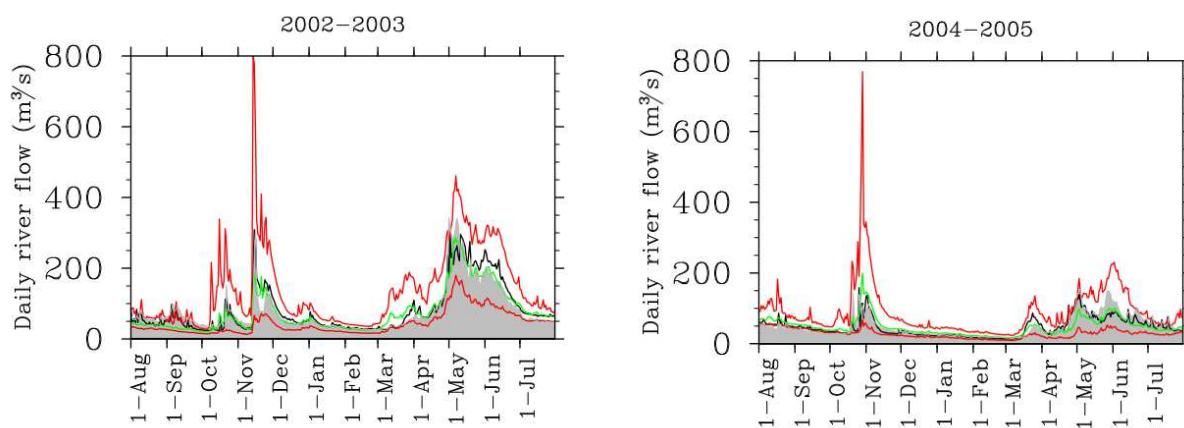 2002–2003
Daily river flow (m³/s)
800
600
400
200
0
1–Aug
1–Sep
1–Oct
1–Nov
1–Dec
1–Jan
1–Feb
1–Mar
1–Apr
1–May
1–Jun
1–Jul
2004–2005
Daily river flow (m³/s)
800
600
400
200
0
1–Aug
1–Sep
1–Oct
1–Nov
1–Dec
1–Jan
1–Feb
1–Mar
1–Apr
1–May
1–Jun
1–Jul